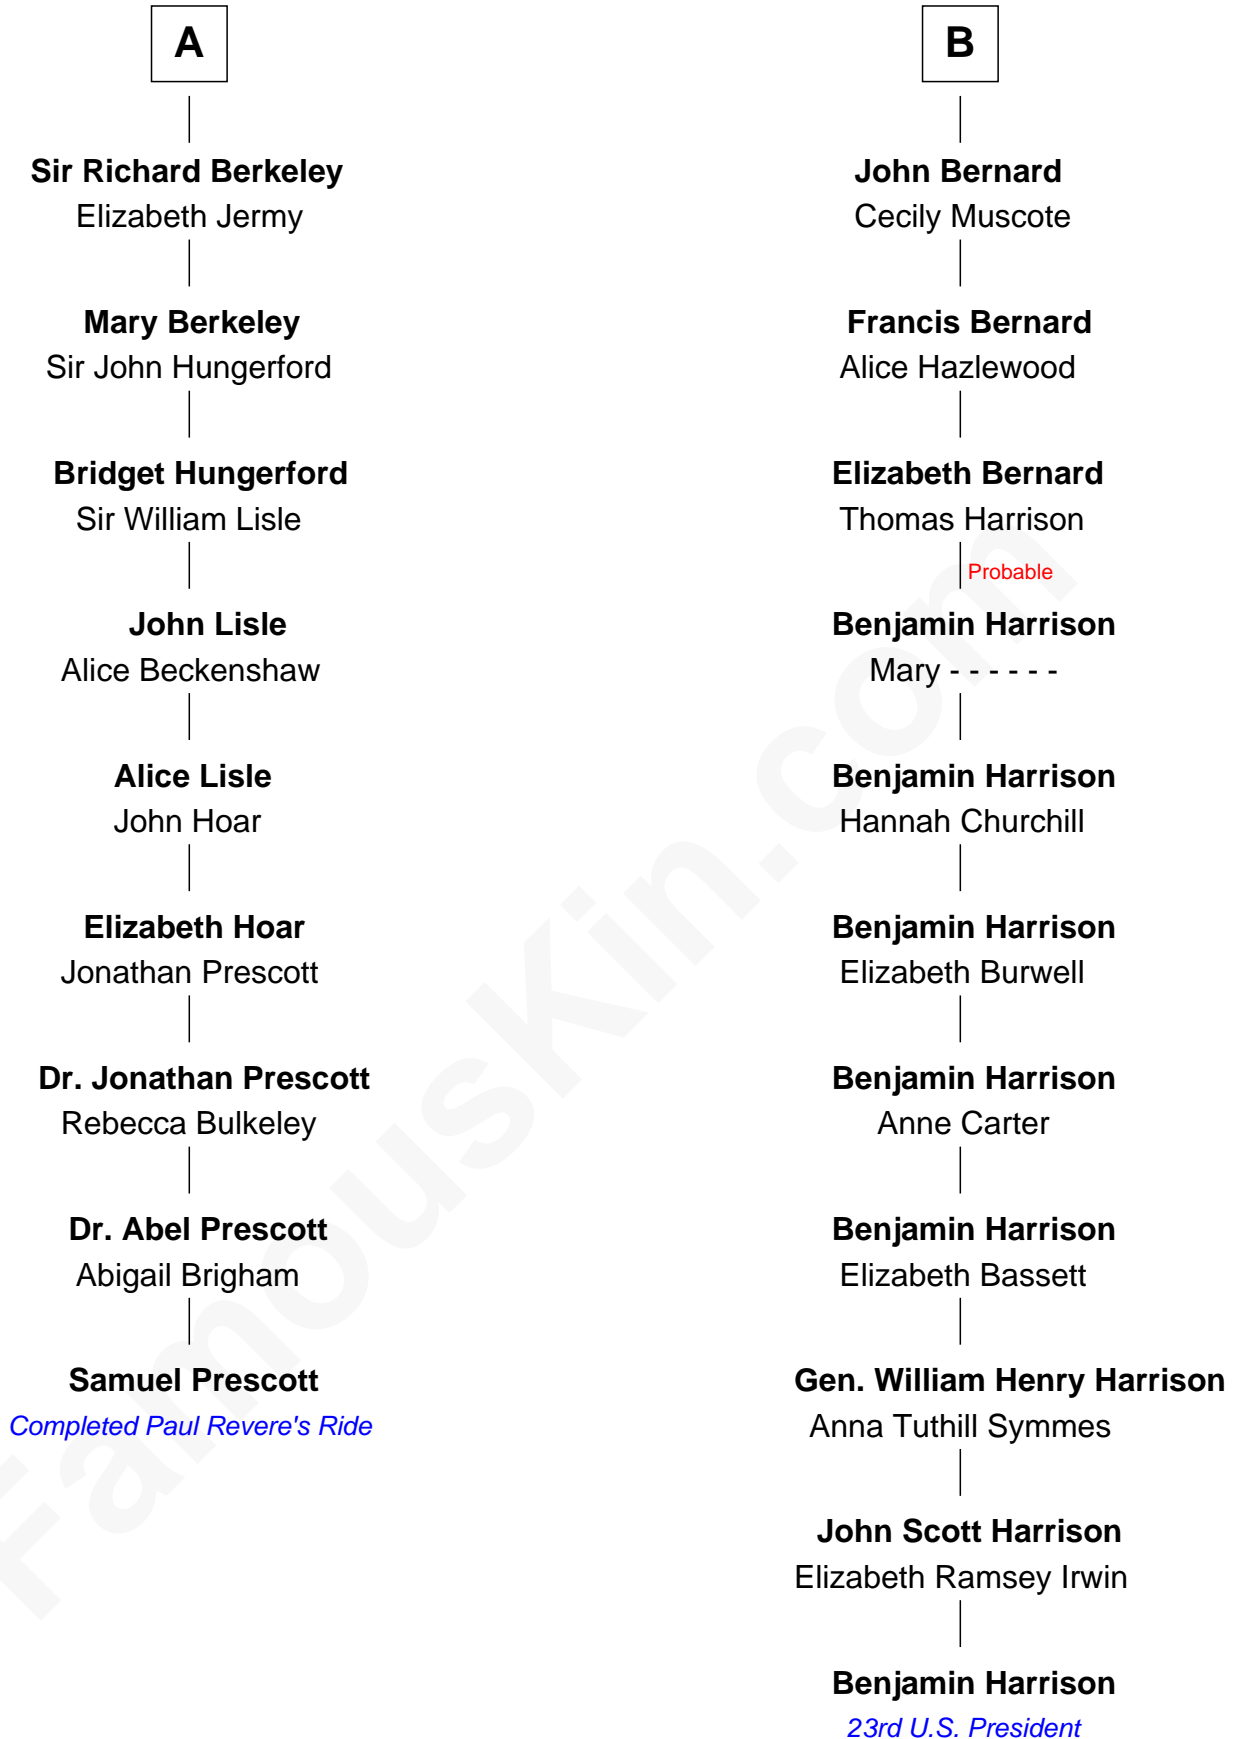 A
Sir Richard Berkeley
Elizabeth Jermy
Mary Berkeley
Sir John Hungerford
Bridget Hungerford
Sir William Lisle
John Lisle
Alice Beckenshaw
Alice Lisle
John Hoar
Elizabeth Hoar
Jonathan Prescott
Dr. Jonathan Prescott
Rebecca Bulkeley
Dr. Abel Prescott
Abigail Brigham
Samuel Prescott
Completed Paul Revere's Ride
B
John Bernard
Cecily Muscote
Francis Bernard
Alice Hazlewood
Elizabeth Bernard
Thomas Harrison
Probable
Benjamin Harrison
Mary - - - - - -
Benjamin Harrison
Hannah Churchill
Benjamin Harrison
Elizabeth Burwell
Benjamin Harrison
Anne Carter
Benjamin Harrison
Elizabeth Bassett
Gen. William Henry Harrison
Anna Tuthill Symmes
John Scott Harrison
Elizabeth Ramsey Irwin
Benjamin Harrison
23rd U.S. President
FamousKin.com